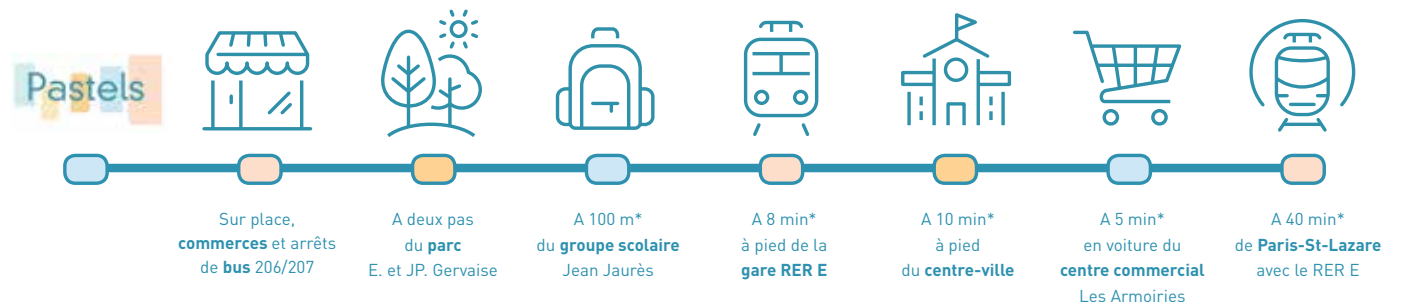 Pastels
Sur place,
commerces et arrêts
de bus 206/207
A deux pas
du parc
E. et JP. Gervaise
A 100 m*
du groupe scolaire
Jean Jaurès
A 8 min*
à pied de la
gare RER E
A 10 min*
à pied
du centre-ville
A 5 min*
en voiture du
centre commercial
Les Armoiries
A 40 min*
de Paris-St-Lazare
avec le RER E